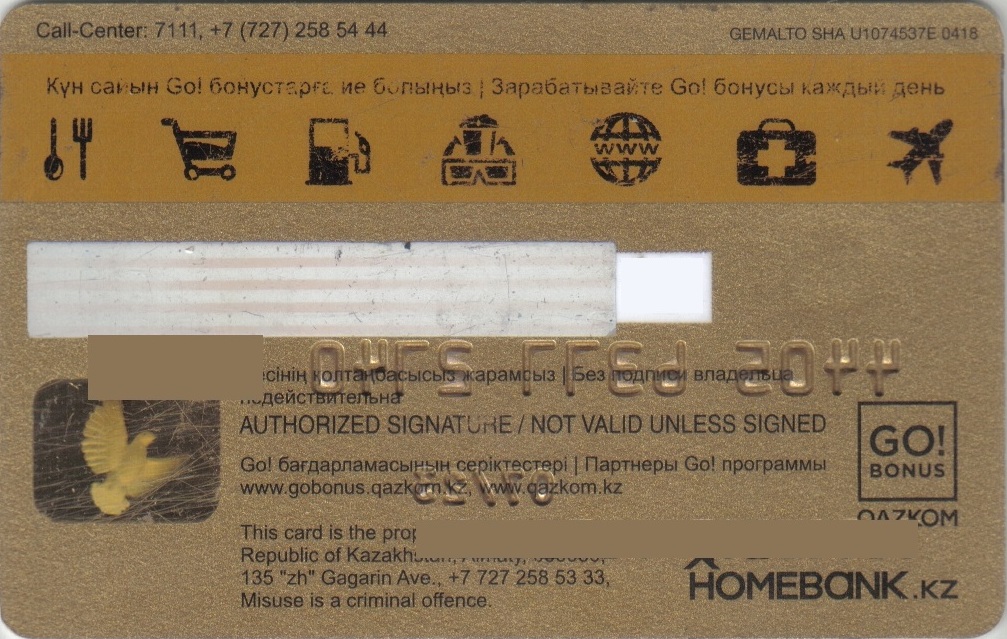 Call-Center: 7111, +7 (727) 258 54 44
GEMALTO SHA U1074537E 0418
Күн сайын Go! бонустарға ие болыңыз | Зарабатывайте Go! бонусы каждый день
www
қолтаңбасысыз жарамсыз | Без подписи владельца
недействительна
AUTHORIZED SIGNATURE / NOT VALID UNLESS SIGNED
Go! бағдарламасының серіктестері | Партнеры Go! программы
www.gobonus.qazkom.kz, www.qazkom.kz
GO!
BONUS
QAZKOM
This card is the
Republic of Kazakhstan, Almaty,
135 "zh" Gagarin Ave., +7 727 258 53 33,
Misuse is a criminal offence.
HOMEBANK.KZ